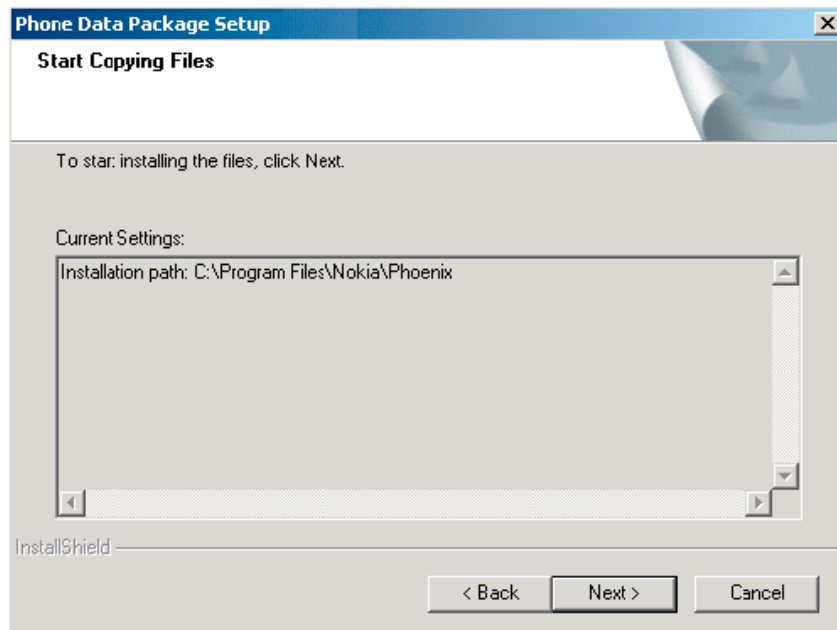 Phone Data Package Setup
Start Copying Files
To start installing the files, click Next.
Current Settings:
Installation path: C:\Program Files\Nokia\Phoenix
InstallShield
< Back Next > Cancel